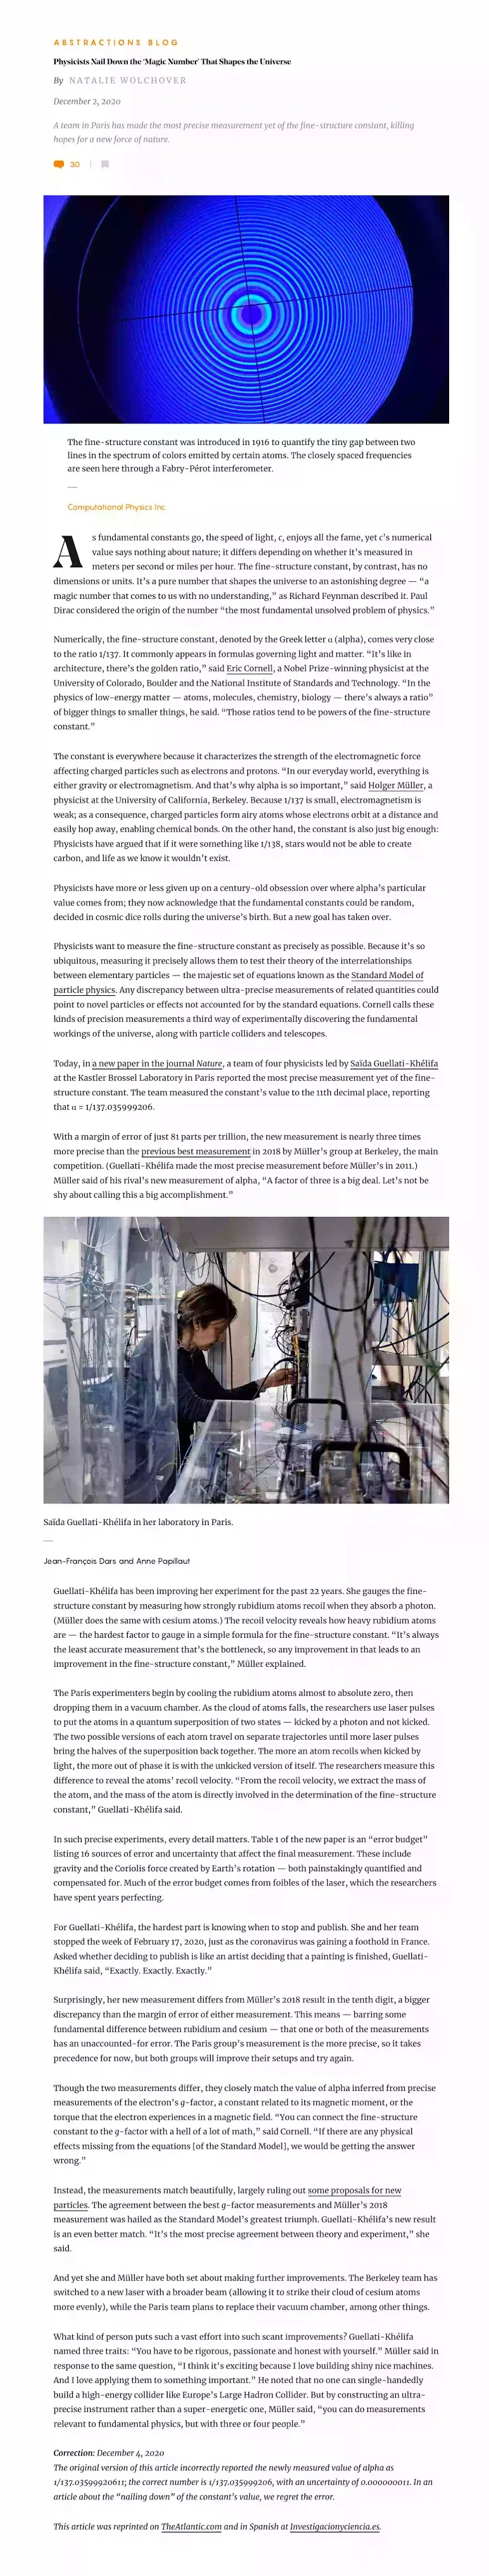 ABSTRACTIONS BLOG
Physicists Nail Down the ‘Magic Number’ That Shapes the Universe
By NATALIE WOLCHOVER
December 2, 2020
A team in Paris has made the most precise measurement yet of the fine-structure constant, killing
hopes for a new force of nature.
30
The fine-structure constant was introduced in 1916 to quantify the tiny gap between two
lines in the spectrum of colors emitted by certain atoms. The closely spaced frequencies
are seen here through a Fabry-Pérot interferometer.
Computational Physics Inc.
As fundamental constants go, the speed of light, c, enjoys all the fame, yet c’s numerical
value says nothing about nature; it differs depending on whether it’s measured in
meters per second or miles per hour. The fine-structure constant, by contrast, has no
dimensions or units. It’s a pure number that shapes the universe to an astonishing degree — “a
magic number that comes to us with no understanding,” as Richard Feynman described it. Paul
Dirac considered the origin of the number “the most fundamental unsolved problem of physics.”
Numerically, the fine-structure constant, denoted by the Greek letter α (alpha), comes very close
to the ratio 1/137. It commonly appears in formulas governing light and matter. “It’s like in
architecture, there’s the golden ratio,” said Eric Cornell, a Nobel Prize-winning physicist at the
University of Colorado, Boulder and the National Institute of Standards and Technology. “In the
physics of low-energy matter — atoms, molecules, chemistry, biology — there’s always a ratio”
of bigger things to smaller things, he said. “Those ratios tend to be powers of the fine-structure
constant.”
The constant is everywhere because it characterizes the strength of the electromagnetic force
affecting charged particles such as electrons and protons. “In our everyday world, everything is
either gravity or electromagnetism. And that’s why alpha is so important,” said Holger Müller, a
physicist at the University of California, Berkeley. Because 1/137 is small, electromagnetism is
weak; as a consequence, charged particles form airy atoms whose electrons orbit at a distance and
easily hop away, enabling chemical bonds. On the other hand, the constant is also just big enough:
Physicists have argued that if it were something like 1/138, stars would not be able to create
carbon, and life as we know it wouldn’t exist.
Physicists have more or less given up on a century-old obsession over where alpha’s particular
value comes from; they now acknowledge that the fundamental constants could be random,
decided in cosmic dice rolls during the universe’s birth. But a new goal has taken over.
Physicists want to measure the fine-structure constant as precisely as possible. Because it’s so
ubiquitous, measuring it precisely allows them to test their theory of the interrelationships
between elementary particles — the majestic set of equations known as the Standard Model of
particle physics. Any discrepancy between ultra-precise measurements of related quantities could
point to novel particles or effects not accounted for by the standard equations. Cornell calls these
kinds of precision measurements a third way of experimentally discovering the fundamental
workings of the universe, along with particle colliders and telescopes.
Today, in a new paper in the journal Nature, a team of four physicists led by Saïda Guellati-Khélifa
at the Kastler Brossel Laboratory in Paris reported the most precise measurement yet of the fine-
structure constant. The team measured the constant’s value to the 11th decimal place, reporting
that α = 1/137.035999206.
With a margin of error of just 81 parts per trillion, the new measurement is nearly three times
more precise than the previous best measurement in 2018 by Müller’s group at Berkeley, the main
competition. (Guellati-Khélifa made the most precise measurement before Müller’s in 2011.)
Müller said of his rival’s new measurement of alpha, “A factor of three is a big deal. Let’s not be
shy about calling this a big accomplishment.”
Saïda Guellati-Khélifa in her laboratory in Paris.
Jean-François Dars and Anne Papillaut
Guellati-Khélifa has been improving her experiment for the past 22 years. She gauges the fine-
structure constant by measuring how strongly rubidium atoms recoil when they absorb a photon.
(Müller does the same with cesium atoms.) The recoil velocity reveals how heavy rubidium atoms
are — the hardest factor to gauge in a simple formula for the fine-structure constant. “It’s always
the least accurate measurement that’s the bottleneck, so any improvement in that leads to an
improvement in the fine-structure constant,” Müller explained.
The Paris experimenters begin by cooling the rubidium atoms almost to absolute zero, then
dropping them in a vacuum chamber. As the cloud of atoms falls, the researchers use laser pulses
to put the atoms in a quantum superposition of two states — kicked by a photon and not kicked.
The two possible versions of each atom travel on separate trajectories until more laser pulses
bring the halves of the superposition back together. The more an atom recoils when kicked by
light, the more out of phase it is with the unkicked version of itself. The researchers measure this
difference to reveal the atoms’ recoil velocity. “From the recoil velocity, we extract the mass of
the atom, and the mass of the atom is directly involved in the determination of the fine-structure
constant,” Guellati-Khélifa said.
In such precise experiments, every detail matters. Table 1 of the new paper is an “error budget”
listing 16 sources of error and uncertainty that affect the final measurement. These include
gravity and the Coriolis force created by Earth’s rotation — both painstakingly quantified and
compensated for. Much of the error budget comes from foibles of the laser, which the researchers
have spent years perfecting.
For Guellati-Khélifa, the hardest part is knowing when to stop and publish. She and her team
stopped the week of February 17, 2020, just as the coronavirus was gaining a foothold in France.
Asked whether deciding to publish is like an artist deciding that a painting is finished, Guellati-
Khélifa said, “Exactly. Exactly. Exactly.”
Surprisingly, her new measurement differs from Müller’s 2018 result in the tenth digit, a bigger
discrepancy than the margin of error of either measurement. This means — barring some
fundamental difference between rubidium and cesium — that one or both of the measurements
has an unaccounted-for error. The Paris group’s measurement is the more precise, so it takes
precedence for now, but both groups will improve their setups and try again.
Though the two measurements differ, they closely match the value of alpha inferred from precise
measurements of the electron’s g-factor, a constant related to its magnetic moment, or the
torque that the electron experiences in a magnetic field. “You can connect the fine-structure
constant to the g-factor with a hell of a lot of math,” said Cornell. “If there are any physical
effects missing from the equations [of the Standard Model], we would be getting the answer
wrong.”
Instead, the measurements match beautifully, largely ruling out some proposals for new
particles. The agreement between the best g-factor measurements and Müller’s 2018
measurement was hailed as the Standard Model’s greatest triumph. Guellati-Khélifa’s new result
is an even better match. “It’s the most precise agreement between theory and experiment,” she
said.
And yet she and Müller have both set about making further improvements. The Berkeley team has
switched to a new laser with a broader beam (allowing it to strike their cloud of cesium atoms
more evenly), while the Paris team plans to replace their vacuum chamber, among other things.
What kind of person puts such a vast effort into such scant improvements? Guellati-Khélifa
named three traits: “You have to be rigorous, passionate and honest with yourself.” Müller said in
response to the same question, “I think it’s exciting because I love building shiny nice machines.
And I love applying them to something important.” He noted that no one can single-handedly
build a high-energy collider like Europe’s Large Hadron Collider. But by constructing an ultra-
precise instrument rather than a super-energetic one, Müller said, “you can do measurements
relevant to fundamental physics, but with three or four people.”
Correction: December 4, 2020
The original version of this article incorrectly reported the newly measured value of alpha as
1/137.03599920611; the correct number is 1/137.035999206, with an uncertainty of 0.000000011. In an
article about the “nailing down” of the constant’s value, we regret the error.
This article was reprinted on TheAtlantic.com and in Spanish at Investigacionyciencia.es.